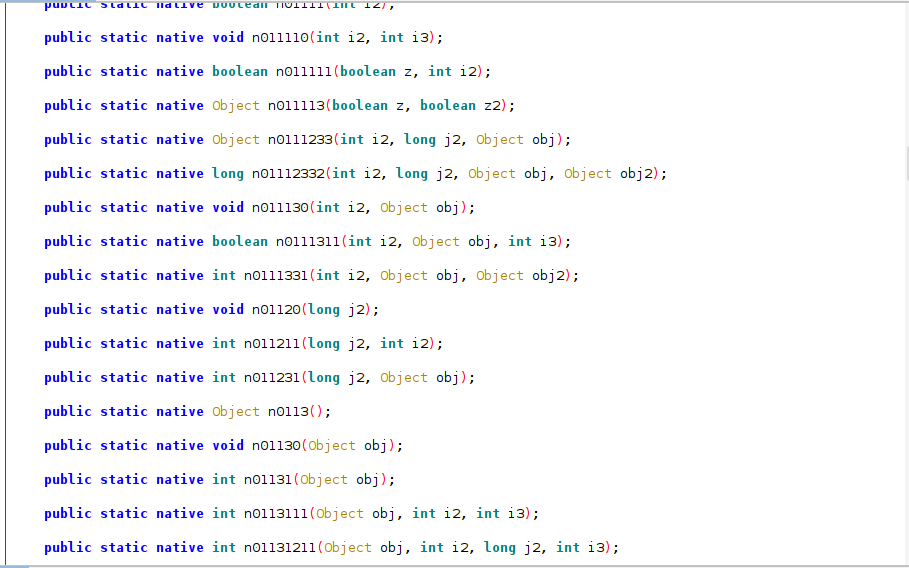 public static native boolean n01111(int i2);
public static native void n011110(int i2, int i3);
public static native boolean n011111(boolean z, int i2);
public static native Object n011113(boolean z, boolean z2);
public static native Object n0111233(int i2, long j2, Object obj);
public static native long n01112332(int i2, long j2, Object obj, Object obj2);
public static native void n011130(int i2, Object obj);
public static native boolean n0111311(int i2, Object obj, int i3);
public static native int n0111331(int i2, Object obj, Object obj2);
public static native void n01120(long j2);
public static native int n011211(long j2, int i2);
public static native int n011231(long j2, Object obj);
public static native Object n0113();
public static native void n01130(Object obj);
public static native int n01131(Object obj);
public static native int n0113111(Object obj, int i2, int i3);
public static native int n01131211(Object obj, int i2, long j2, int i3);